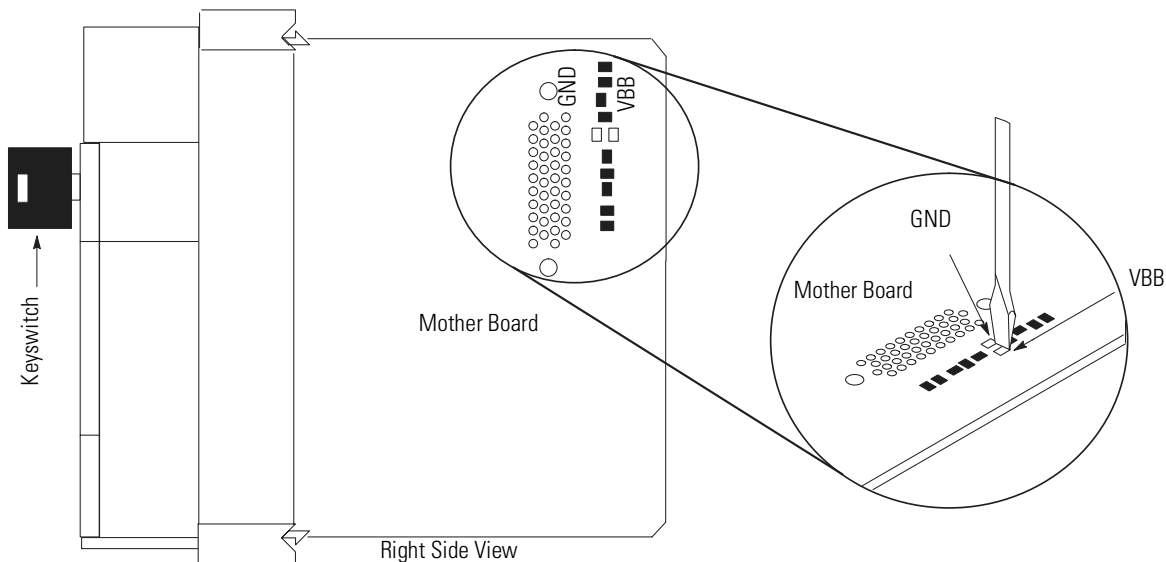 GND
VBB
Keyswitch
Mother Board
Right Side View
GND
Mother Board
VBB